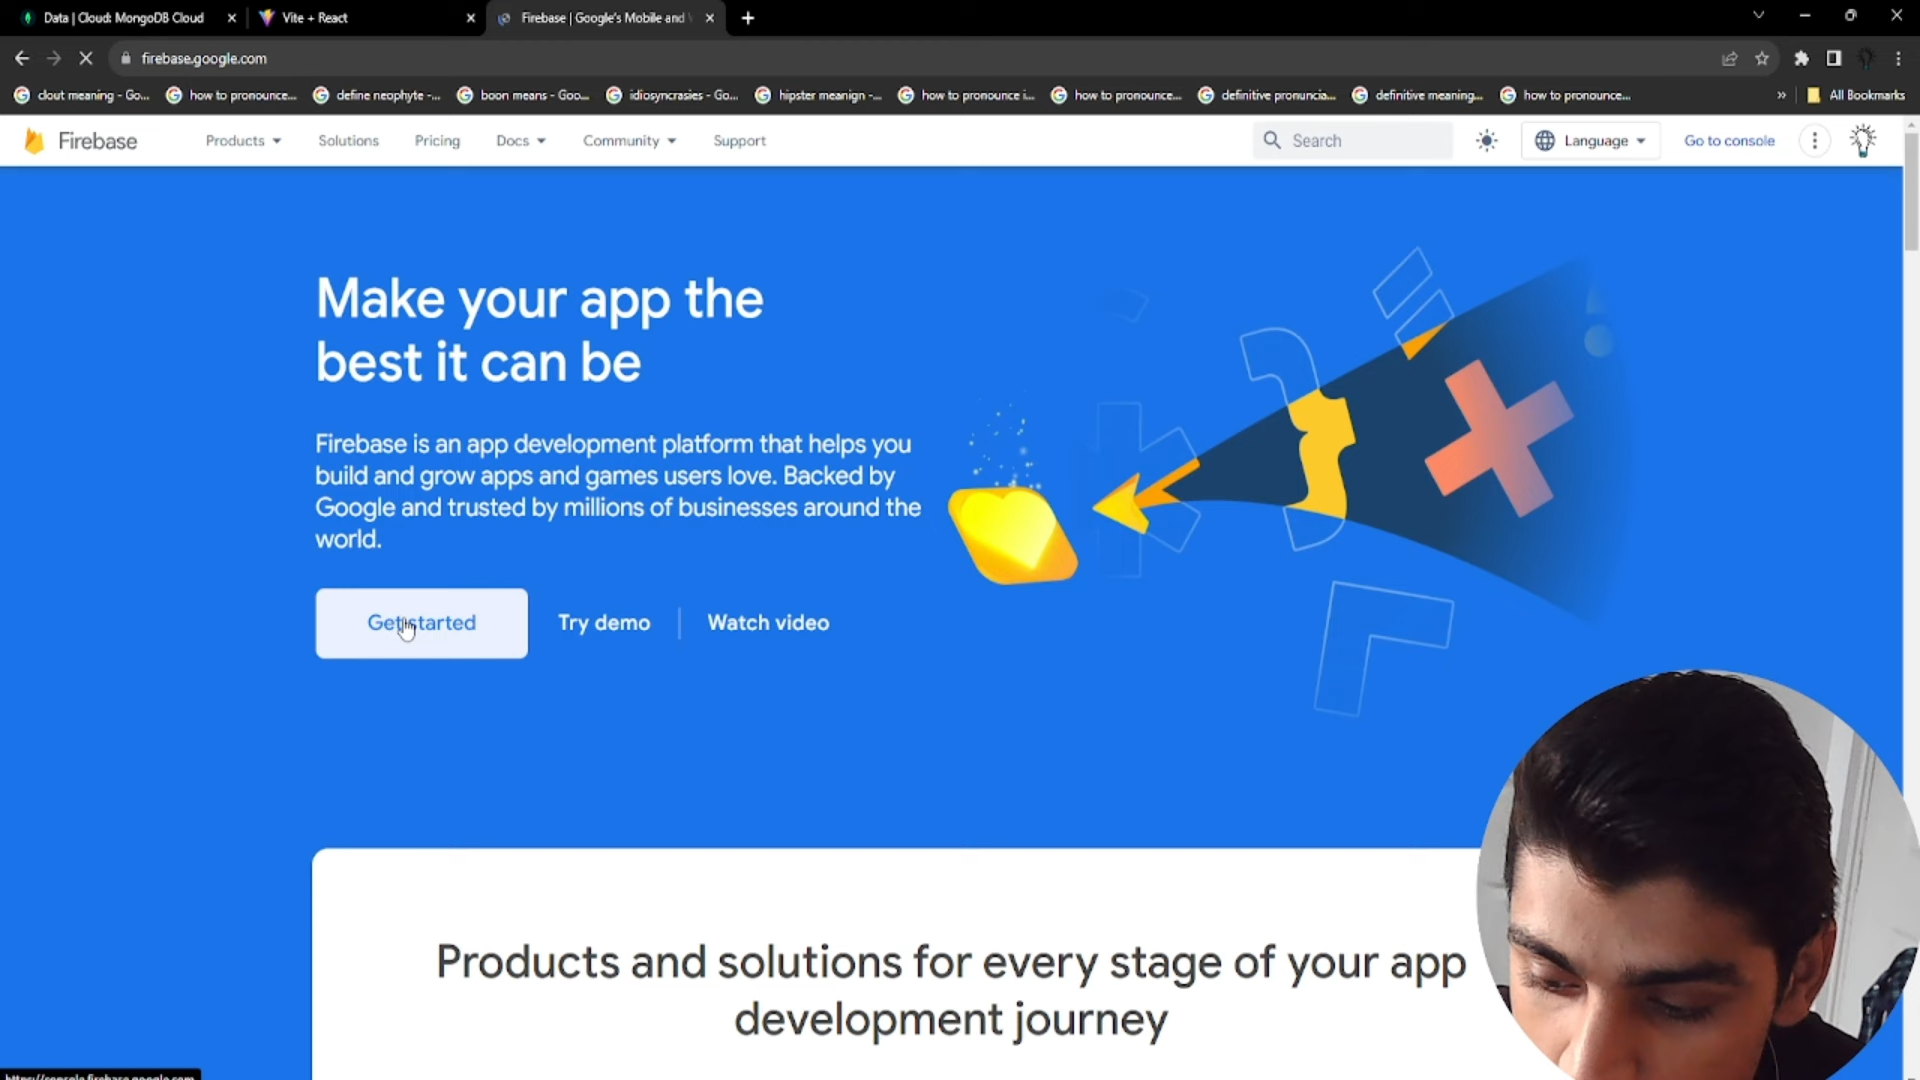 Data | Cloud: MongoDB Cloud
Vite + React
Firebase | Google's Mobile and
firebase.google.com
clout meaning - Go...
how to pronounce...
define neophyte -...
boon means - Goo...
idiosyncrasies - Go...
hipster meanign -...
how to pronounce i...
how to pronounce...
definitive pronuncia...
definitive meaning...
how to pronounce...
»
All Bookmarks
Firebase
Products
Solutions
Pricing
Docs
Community
Support
Search
Language
Go to console
Make your app the
best it can be
Firebase is an app development platform that helps you
build and grow apps and games users love. Backed by
Google and trusted by millions of businesses around the
world.
Get started
Try demo
Watch video
Products and solutions for every stage of your app
development journey
https://console.firebase.google.com